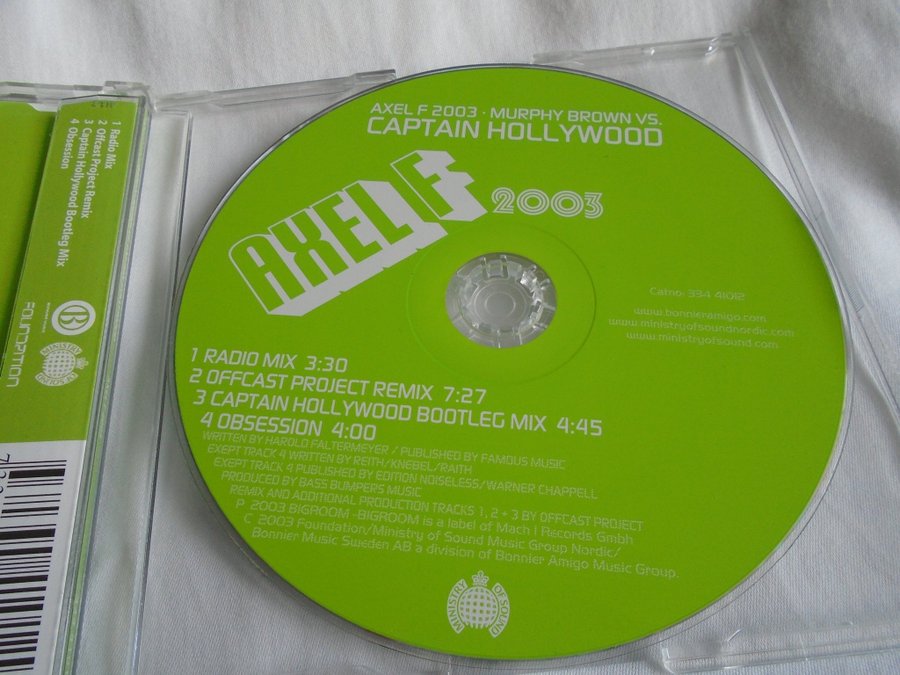 1 Radio Mix
2 Offcast Project Remix
3 Captain Hollywood Bootleg Mix
4 Obsession
B
FOUNDATION
MINISTRY
OF SOUND
AXEL F 2003 · MURPHY BROWN VS.
CAPTAIN HOLLYWOOD
AXEL F 2003
Catno: 334 41012
www.bonnieramigo.com
www.ministryofsoundnordic.com
www.ministryofsound.com
1 RADIO MIX 3:30
2 OFFCAST PROJECT REMIX 7:27
3 CAPTAIN HOLLYWOOD BOOTLEG MIX 4:45
4 OBSESSION 4:00
WRITTEN BY HAROLD FALTERMEYER / PUBLISHED BY FAMOUS MUSIC
EXEPT TRACK 4 WRITTEN BY REITH/KNEBEL/RAITH
EXEPT TRACK 4 PUBLISHED BY EDITION NOISELESS/WARNER CHAPPELL
PRODUCED BY BASS BUMPERS MUSIC
REMIX AND ADDITIONAL PRODUCTION TRACKS 1, 2 + 3 BY OFFCAST PROJECT
P 2003 BIGROOM -BIGROOM is a label of Mach 1 Records Gmbh
C 2003 Foundation/Ministry of Sound Music Group Nordic/
Bonnier Music Sweden AB a division of Bonnier Amigo Music Group.
MINISTRY OF SOUND